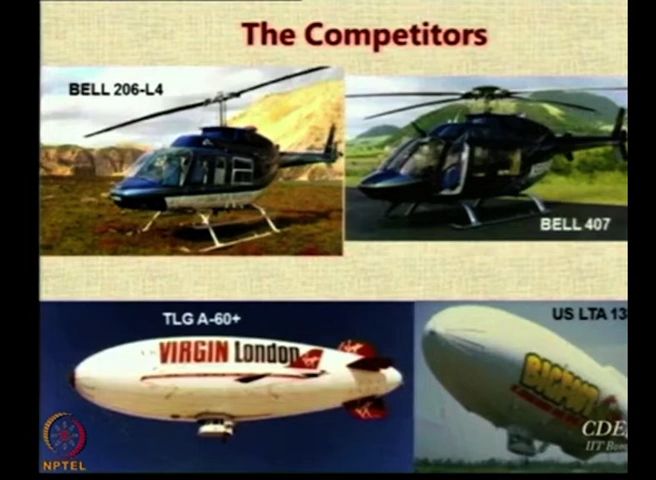 The Competitors
BELL 206-L4
BELL 407
TLG A-60+
US LTA 13
VIRGIN London
NPTEL
CDE
IIT Bom